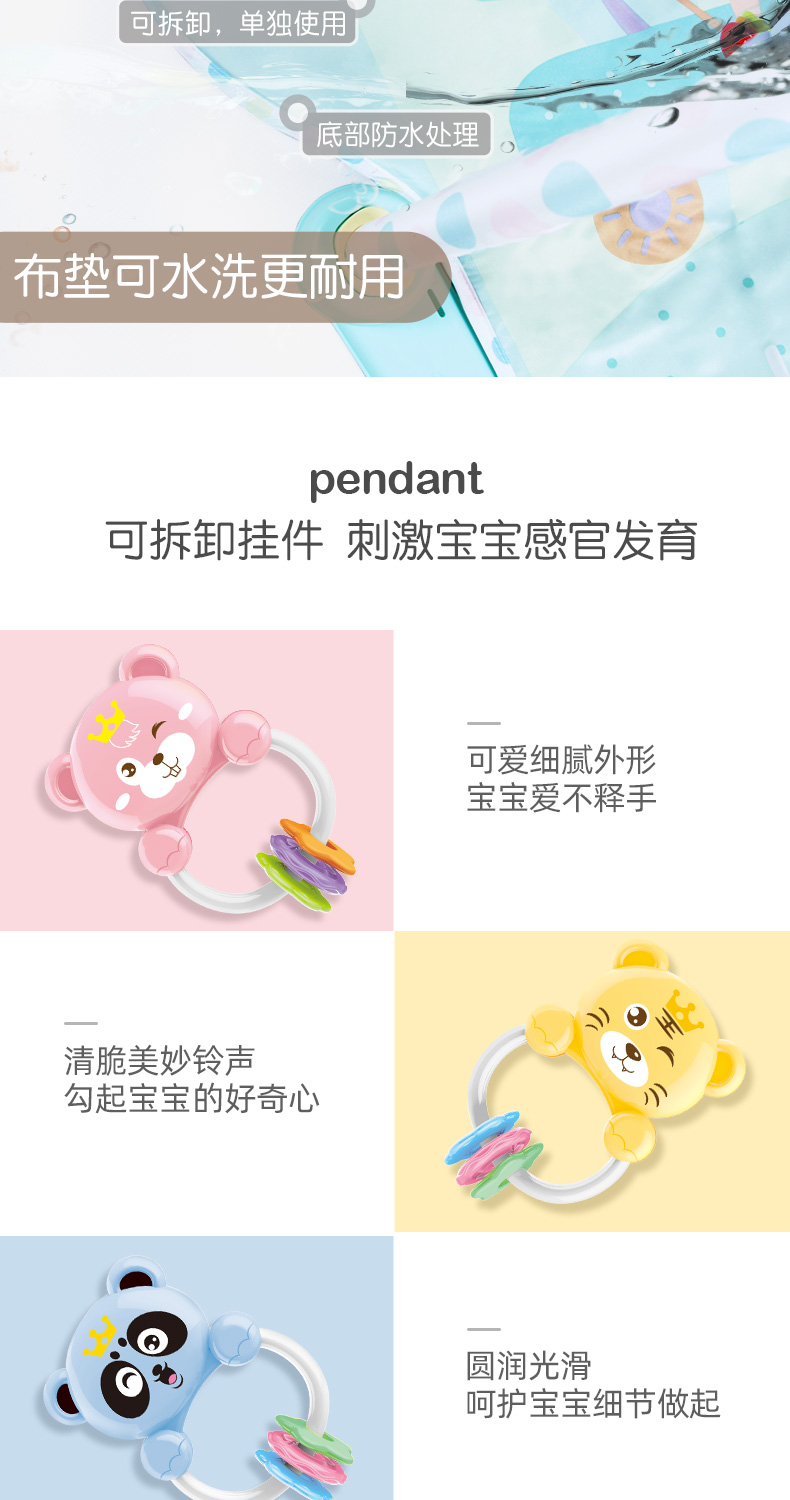 可拆卸，单独使用
底部防水处理
布垫可水洗更耐用
pendant
可拆卸挂件 刺激宝宝感官发育
可爱细腻外形
宝宝爱不释手
清脆美妙铃声
勾起宝宝的好奇心
圆润光滑
呵护宝宝细节做起